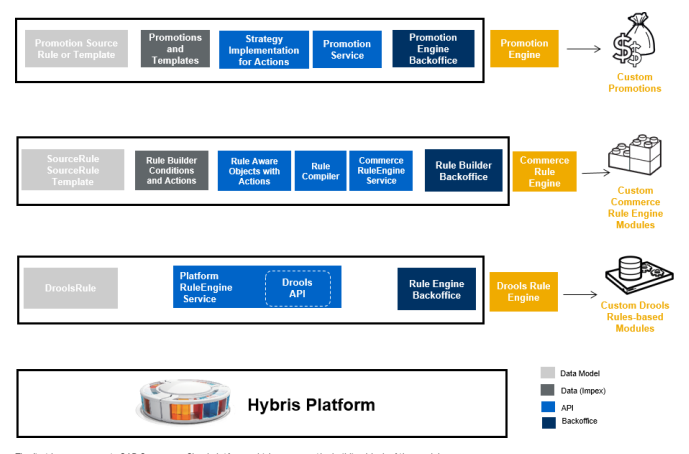 Promotion Source
Rule or Template
Promotions
and
Templates
Strategy
Implementation
for Actions
Promotion
Service
Promotion
Engine
Backoffice
Promotion
Engine
Custom
Promotions
SourceRule
SourceRule
Template
Rule Builder
Conditions
and Actions
Rule Aware
Objects with
Actions
Rule
Compiler
Commerce
RuleEngine
Service
Rule Builder
Backoffice
Commerce
Rule
Engine
Custom
Commerce
Rule Engine
Modules
DroolsRule
Platform
RuleEngine
Service
Drools
API
Rule Engine
Backoffice
Drools Rule
Engine
Custom Drools
Rules-based
Modules
Hybris Platform
Data Model
Data (Impex)
API
Backoffice